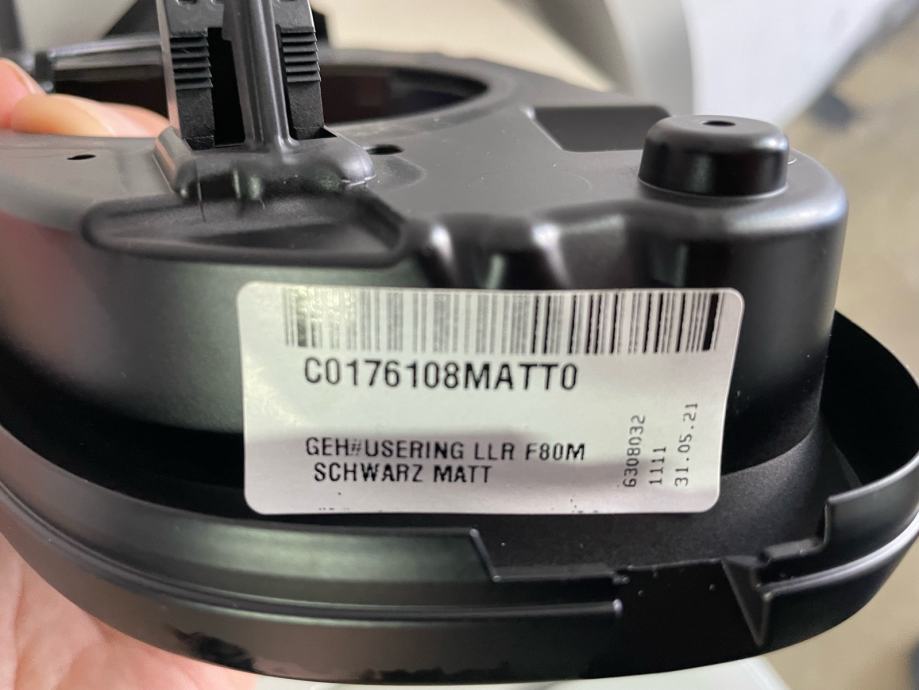 C0176108MATT0
GEH#USERING LLR F80M
SCHWARZ MATT
6308032
1111
31.05.21